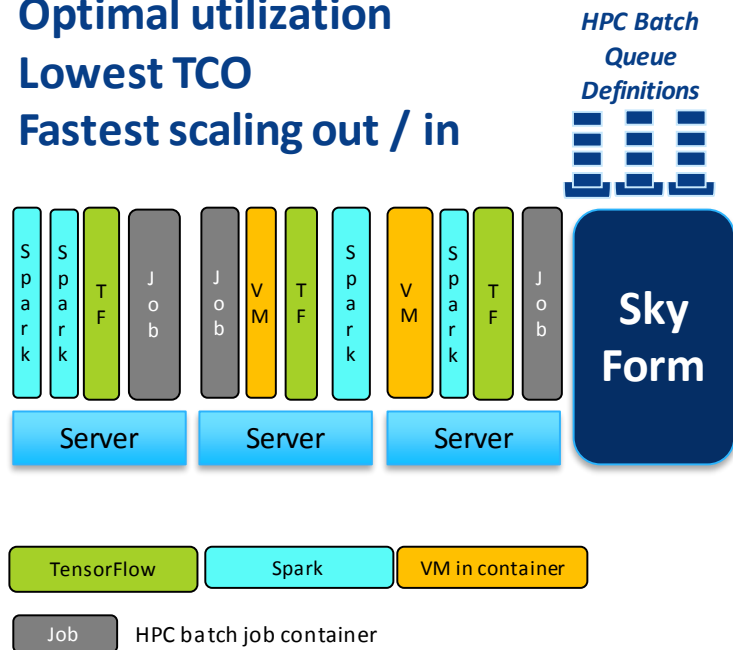 Optimal utilization
Lowest TCO
Fastest scaling out / in
HPC Batch
Queue
Definitions
Spark
Spark
TF
Job
Job
VM
TF
Spark
VM
Spark
TF
Job
Sky
Form
Server
Server
Server
TensorFlow
Spark
VM in container
Job
HPC batch job container